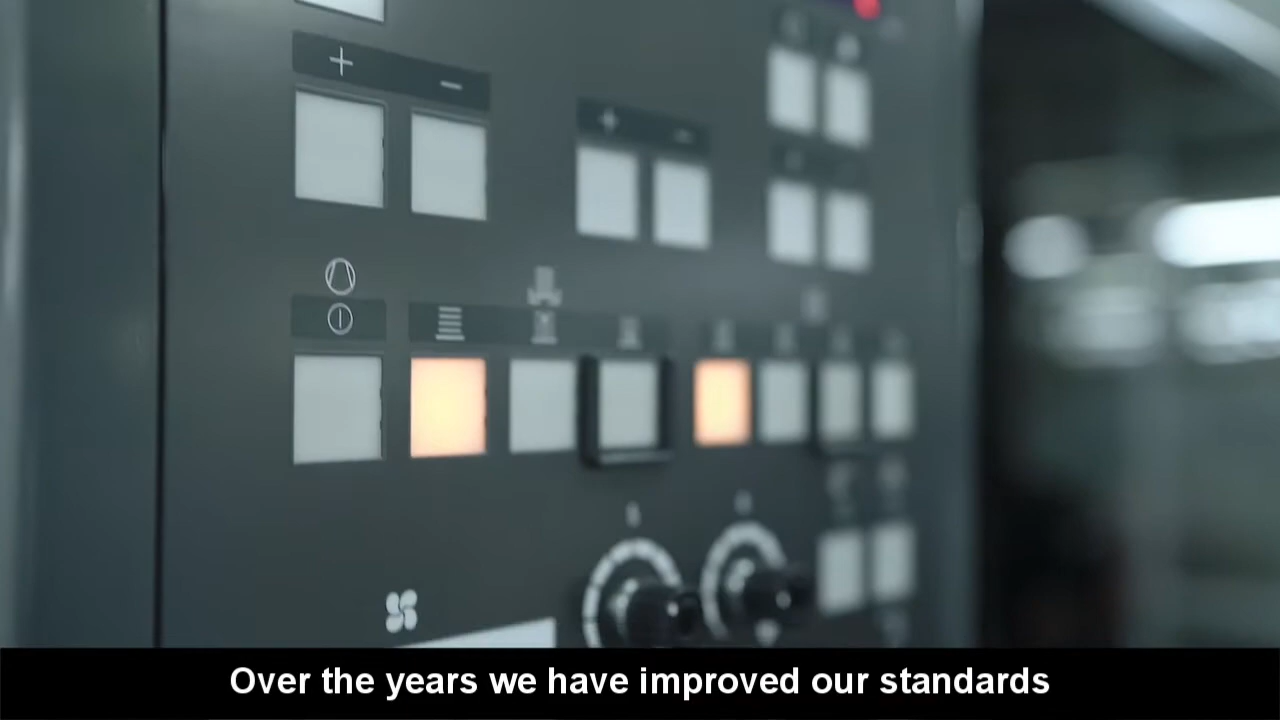 + −
+ −
Over the years we have improved our standards